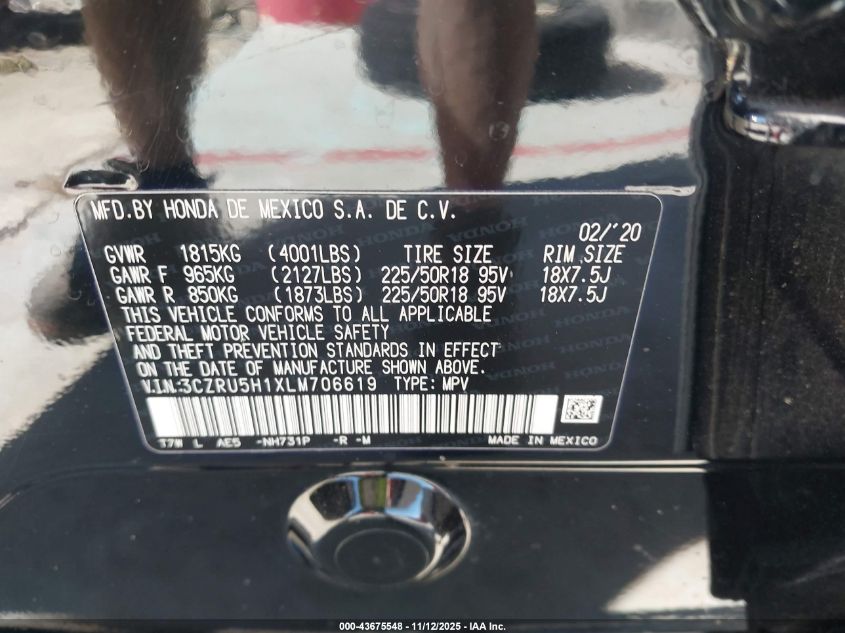 MFD.BY HONDA DE MEXICO S.A. DE C.V.
02/'20
GVWR 1815KG (4001LBS) TIRE SIZE RIM SIZE
GAWR F 965KG (2127LBS) 225/50R18 95V 18X7.5J
GAWR R 850KG (1873LBS) 225/50R18 95V 18X7.5J
THIS VEHICLE CONFORMS TO ALL APPLICABLE
FEDERAL MOTOR VEHICLE SAFETY
AND THEFT PREVENTION STANDARDS IN EFFECT
ON THE DATE OF MANUFACTURE SHOWN ABOVE.
V.I.N:3CZRU5H1XLM706619 TYPE: MPV
T7W L AE5 -NH731P -R -M MADE IN MEXICO
000-43675548 - 11/12/2025 - IAA Inc.